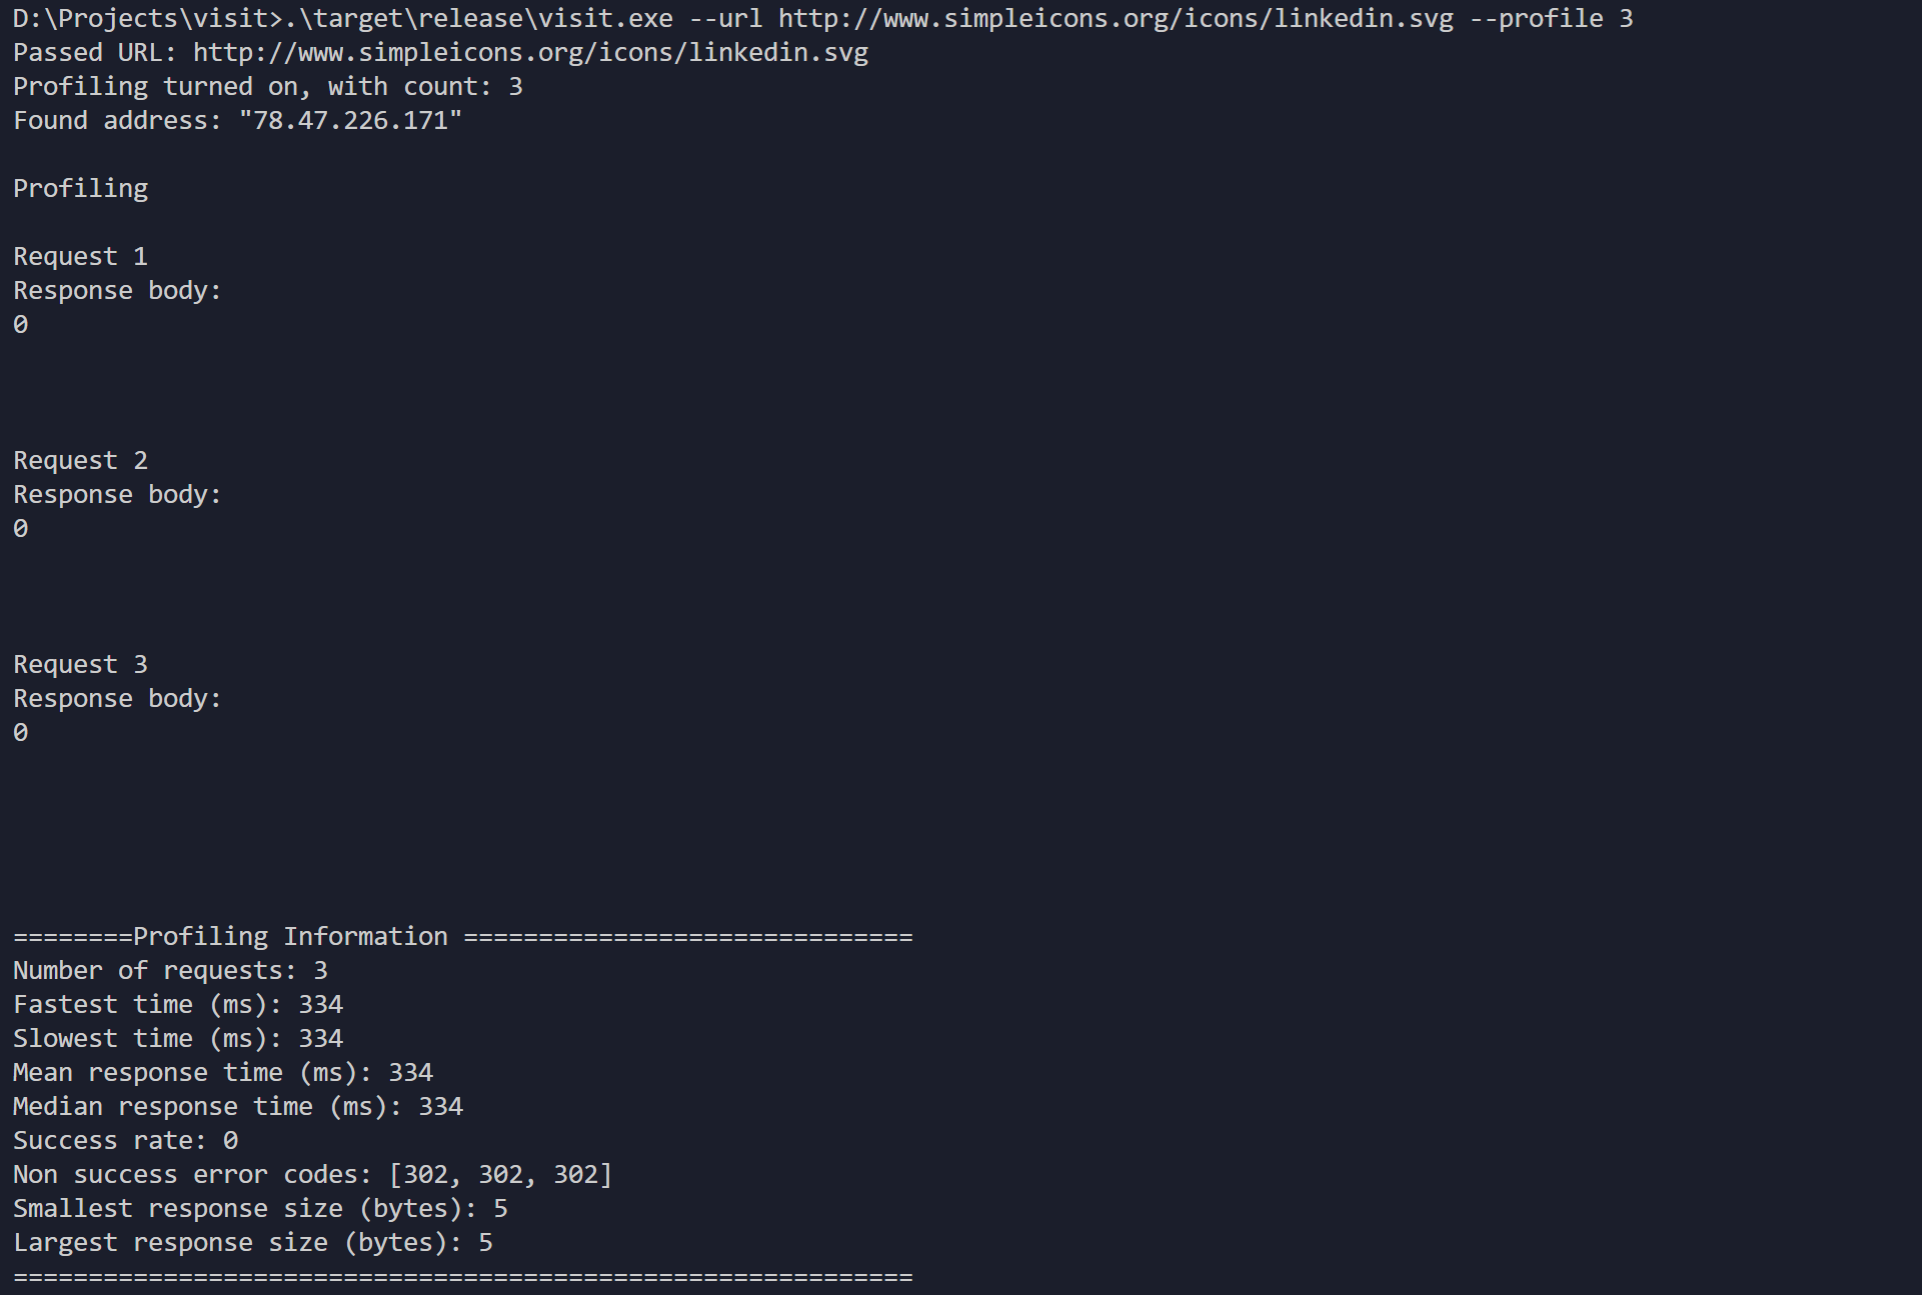 D:\Projects\visit>.\target\release\visit.exe --url http://www.simpleicons.org/icons/linkedin.svg --profile 3
Passed URL: http://www.simpleicons.org/icons/linkedin.svg
Profiling turned on, with count: 3
Found address: "78.47.226.171"
Profiling
Request 1
Response body:
0
Request 2
Response body:
0
Request 3
Response body:
0
========Profiling Information ==============================
Number of requests: 3
Fastest time (ms): 334
Slowest time (ms): 334
Mean response time (ms): 334
Median response time (ms): 334
Success rate: 0
Non success error codes: [302, 302, 302]
Smallest response size (bytes): 5
Largest response size (bytes): 5
============================================================